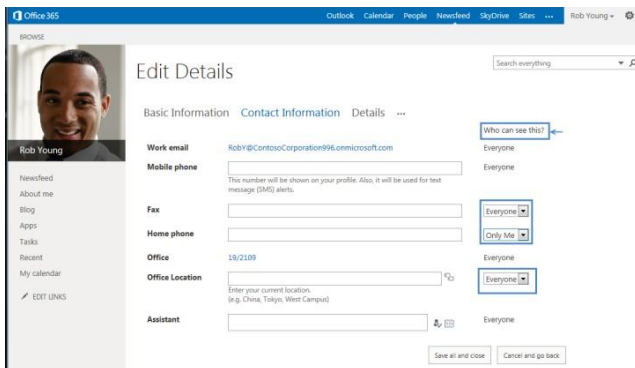 Office 365
Outlook Calendar People Newsfeed SkyDrive Sites ••• Rob Young
BROWSE
Edit Details
Search everything
Basic Information Contact Information Details •••
Who can see this?
Rob Young
Work email RobY@ContosoCorporation996.onmicrosoft.com Everyone
Mobile phone Everyone
This number will be shown on your profile. Also, it will be used for text
message (SMS) alerts.
Newsfeed
About me
Blog
Apps
Tasks
Recent
My calendar
EDIT LINKS
Fax Everyone
Home phone Only Me
Office 19/2109 Everyone
Office Location Everyone
Enter your current location.
(e.g. China, Tokyo, West Campus)
Assistant Everyone
Save all and close Cancel and go back